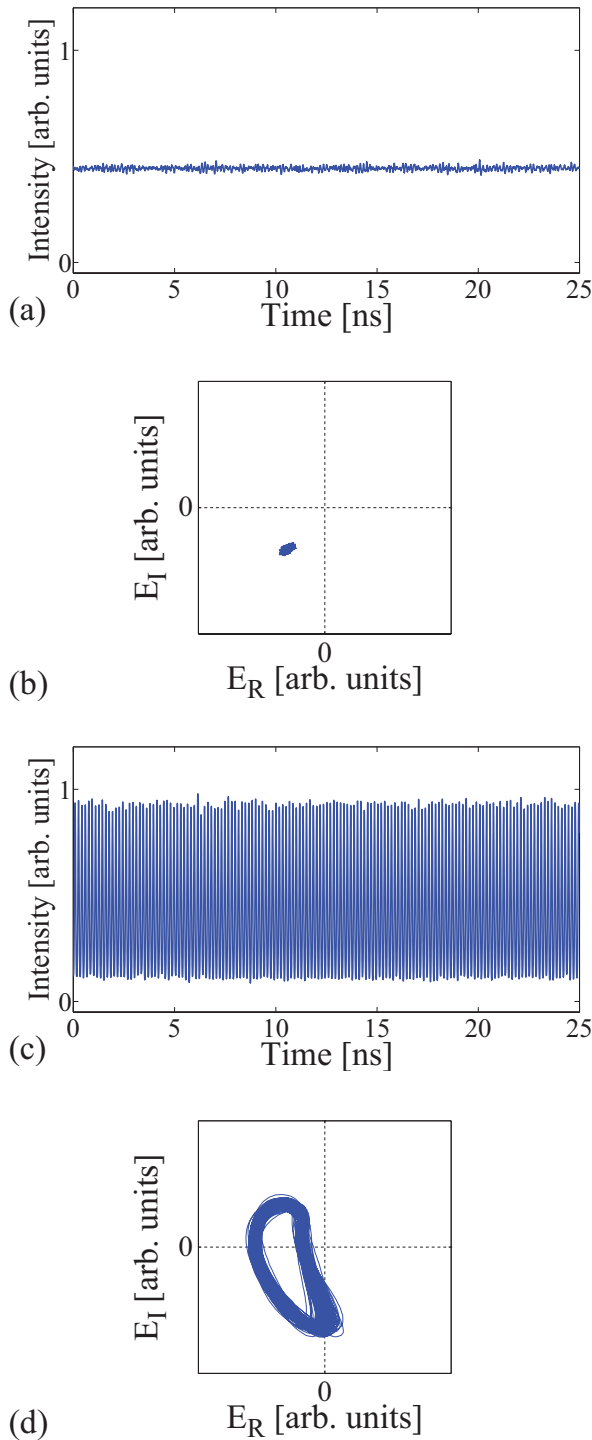 1
Intensity [arb. units]
0
0 5 10 15 20 25
(a) Time [ns]
E_I [arb. units]
0
0
(b) E_R [arb. units]
1
Intensity [arb. units]
0
0 5 10 15 20 25
(c) Time [ns]
E_I [arb. units]
0
0
(d) E_R [arb. units]